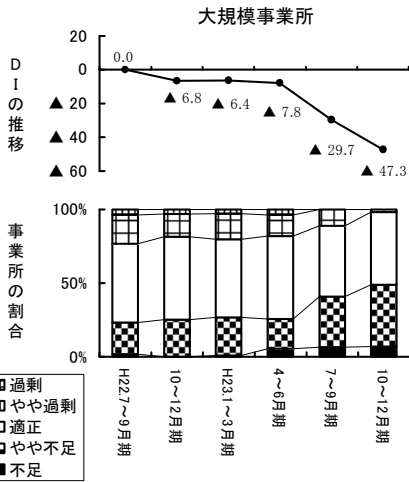 大規模事業所
DIの推移
20
0
▲ 20
▲ 40
▲ 60
0.0
▲ 6.8
▲ 6.4
▲ 7.8
▲ 29.7
▲ 47.3
事業所の割合
100%
50%
0%
H22.7～9月期
10～12月期
H23.1～3月期
4～6月期
7～9月期
10～12月期
過剰
やや過剰
適正
やや不足
不足